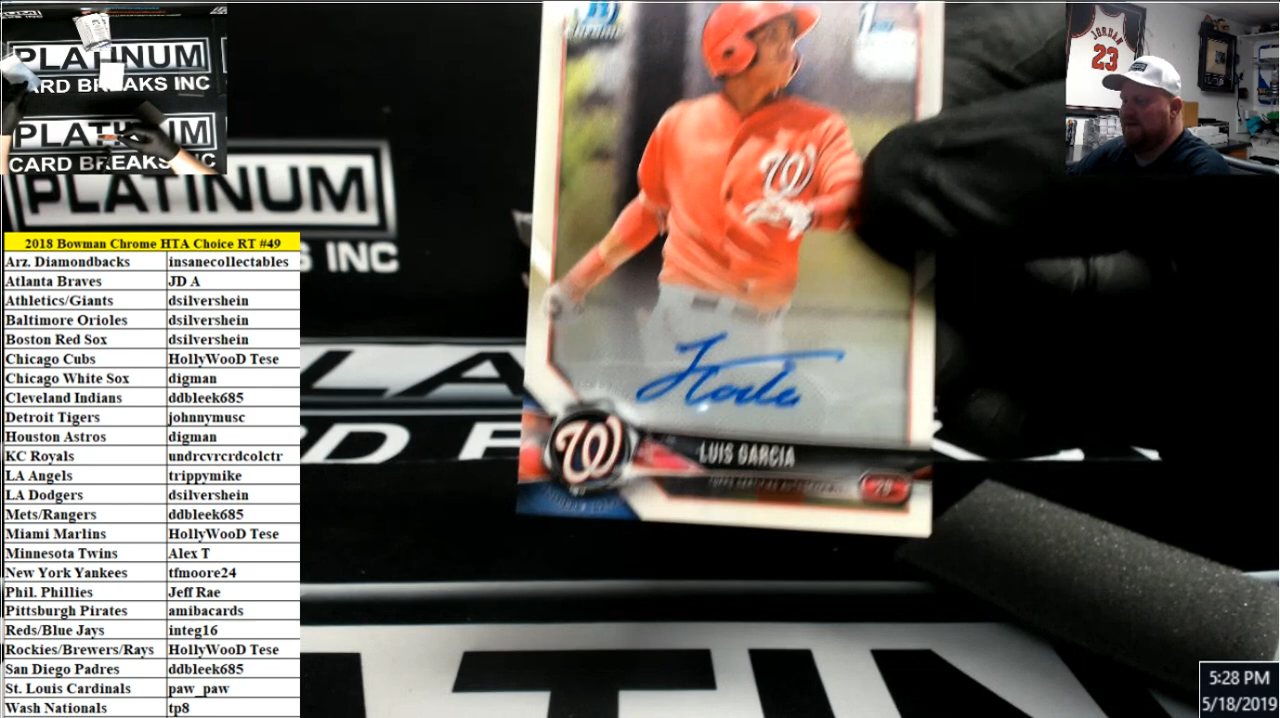 PLATINUM
CARD BREAKS INC
PLATINUM
CARD BREAKS INC
PLATINUM
S INC
JORDAN
23
CHROME
1st
2018 Bowman Chrome HTA Choice RT #49
Arz. Diamondbacks insanecollectables
Atlanta Braves JD A
Athletics/Giants dsilvershein
Baltimore Orioles dsilvershein
Boston Red Sox dsilvershein
Chicago Cubs HollyWooD Tese
Chicago White Sox digman
Cleveland Indians ddbleek685
Detroit Tigers johnnymusc
Houston Astros digman
KC Royals undrcvrcrdcolctr
LA Angels trippymike
LA Dodgers dsilvershein
Mets/Rangers ddbleek685
Miami Marlins HollyWooD Tese
Minnesota Twins Alex T
New York Yankees tfmoore24
Phil. Phillies Jeff Rae
Pittsburgh Pirates amibacards
Reds/Blue Jays integ16
Rockies/Brewers/Rays HollyWooD Tese
San Diego Padres ddbleek685
St. Louis Cardinals paw_paw
Wash Nationals tp8
W
W
LUIS GARCIA
5:28 PM
5/18/2019